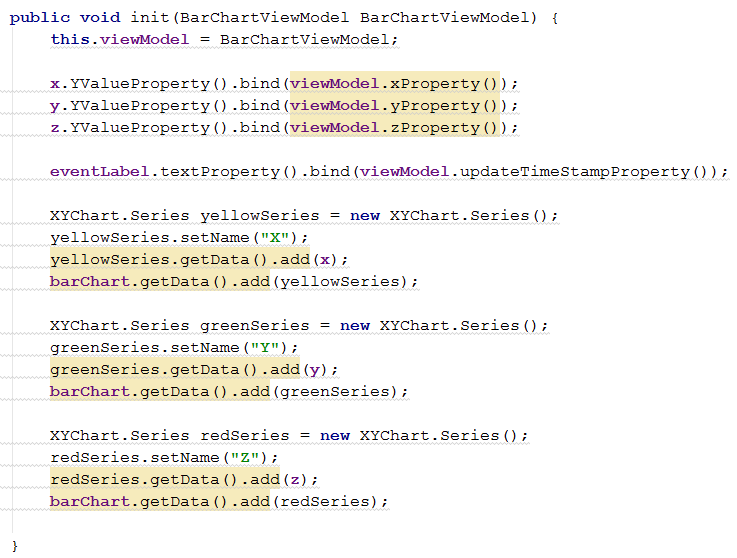 public void init(BarChartViewModel BarChartViewModel) {
    this.viewModel = BarChartViewModel;

    x.YValueProperty().bind(viewModel.xProperty());
    y.YValueProperty().bind(viewModel.yProperty());
    z.YValueProperty().bind(viewModel.zProperty());

    eventLabel.textProperty().bind(viewModel.updateTimeStampProperty());

    XYChart.Series yellowSeries = new XYChart.Series();
    yellowSeries.setName("X");
    yellowSeries.getData().add(x);
    barChart.getData().add(yellowSeries);

    XYChart.Series greenSeries = new XYChart.Series();
    greenSeries.setName("Y");
    greenSeries.getData().add(y);
    barChart.getData().add(greenSeries);

    XYChart.Series redSeries = new XYChart.Series();
    redSeries.setName("Z");
    redSeries.getData().add(z);
    barChart.getData().add(redSeries);

}